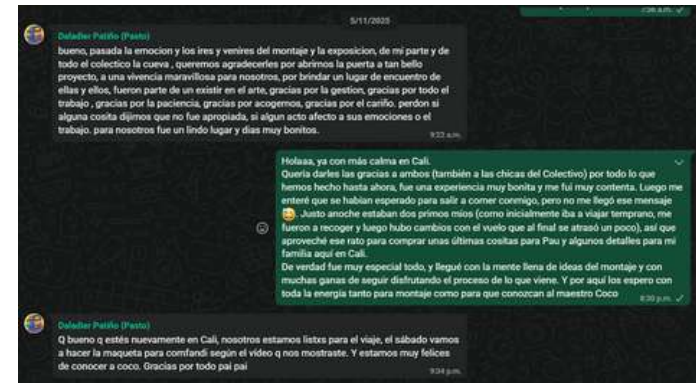 7:58 a.m.
5/11/2025
Daladier Patiño (Pasto)
bueno, pasada la emocion y los ires y venires del montaje y la exposicion, de mi parte y de
todo el colectico la cueva , queremos agradecerles por abrirnos la puerta a tan bello
proyecto, a una vivencia maravillosa para nosotros, por brindar un lugar de encuentro de
ellas y ellos, fueron parte de un existir en el arte, gracias por la gestion, gracias por todo el
trabajo , gracias por la paciencia, gracias por acogernos, gracias por el cariño. perdon si
alguna cosita dijimos que no fue apropiada, si algun acto afecto a sus emociones o el
trabajo. para nosotros fue un lindo lugar y dias muy bonitos.
9:22 a.m.
Holaaa, ya con más calma en Cali.
Quería darles las gracias a ambos (también a las chicas del Colectivo) por todo lo que
hemos hecho hasta ahora, fue una experiencia muy bonita y me fui muy contenta. Luego me
enteré que se habían esperado para salir a comer conmigo, pero no me llegó ese mensaje
😅. Justo anoche estaban dos primos míos (como inicialmente iba a viajar temprano, me
fueron a recoger y luego hubo cambios con el vuelo que al final se atrasó un poco), así que
aproveché ese rato para comprar unas últimas cositas para Pau y algunos detalles para mi
familia aquí en Cali.
De verdad fue muy especial todo, y llegué con la mente llena de ideas del montaje y con
muchas ganas de seguir disfrutando el proceso de lo que viene. Y por aquí los espero con
toda la energía tanto para montaje como para que conozcan al maestro Coco
8:30 p.m.
Daladier Patiño (Pasto)
Q bueno q estés nuevamente en Cali, nosotros estamos listxs para el viaje, el sábado vamos
a hacer la maqueta para comfandi según el vídeo q nos mostraste. Y estamos muy felices
de conocer a coco. Gracias por todo pai pai
9:34 p.m.